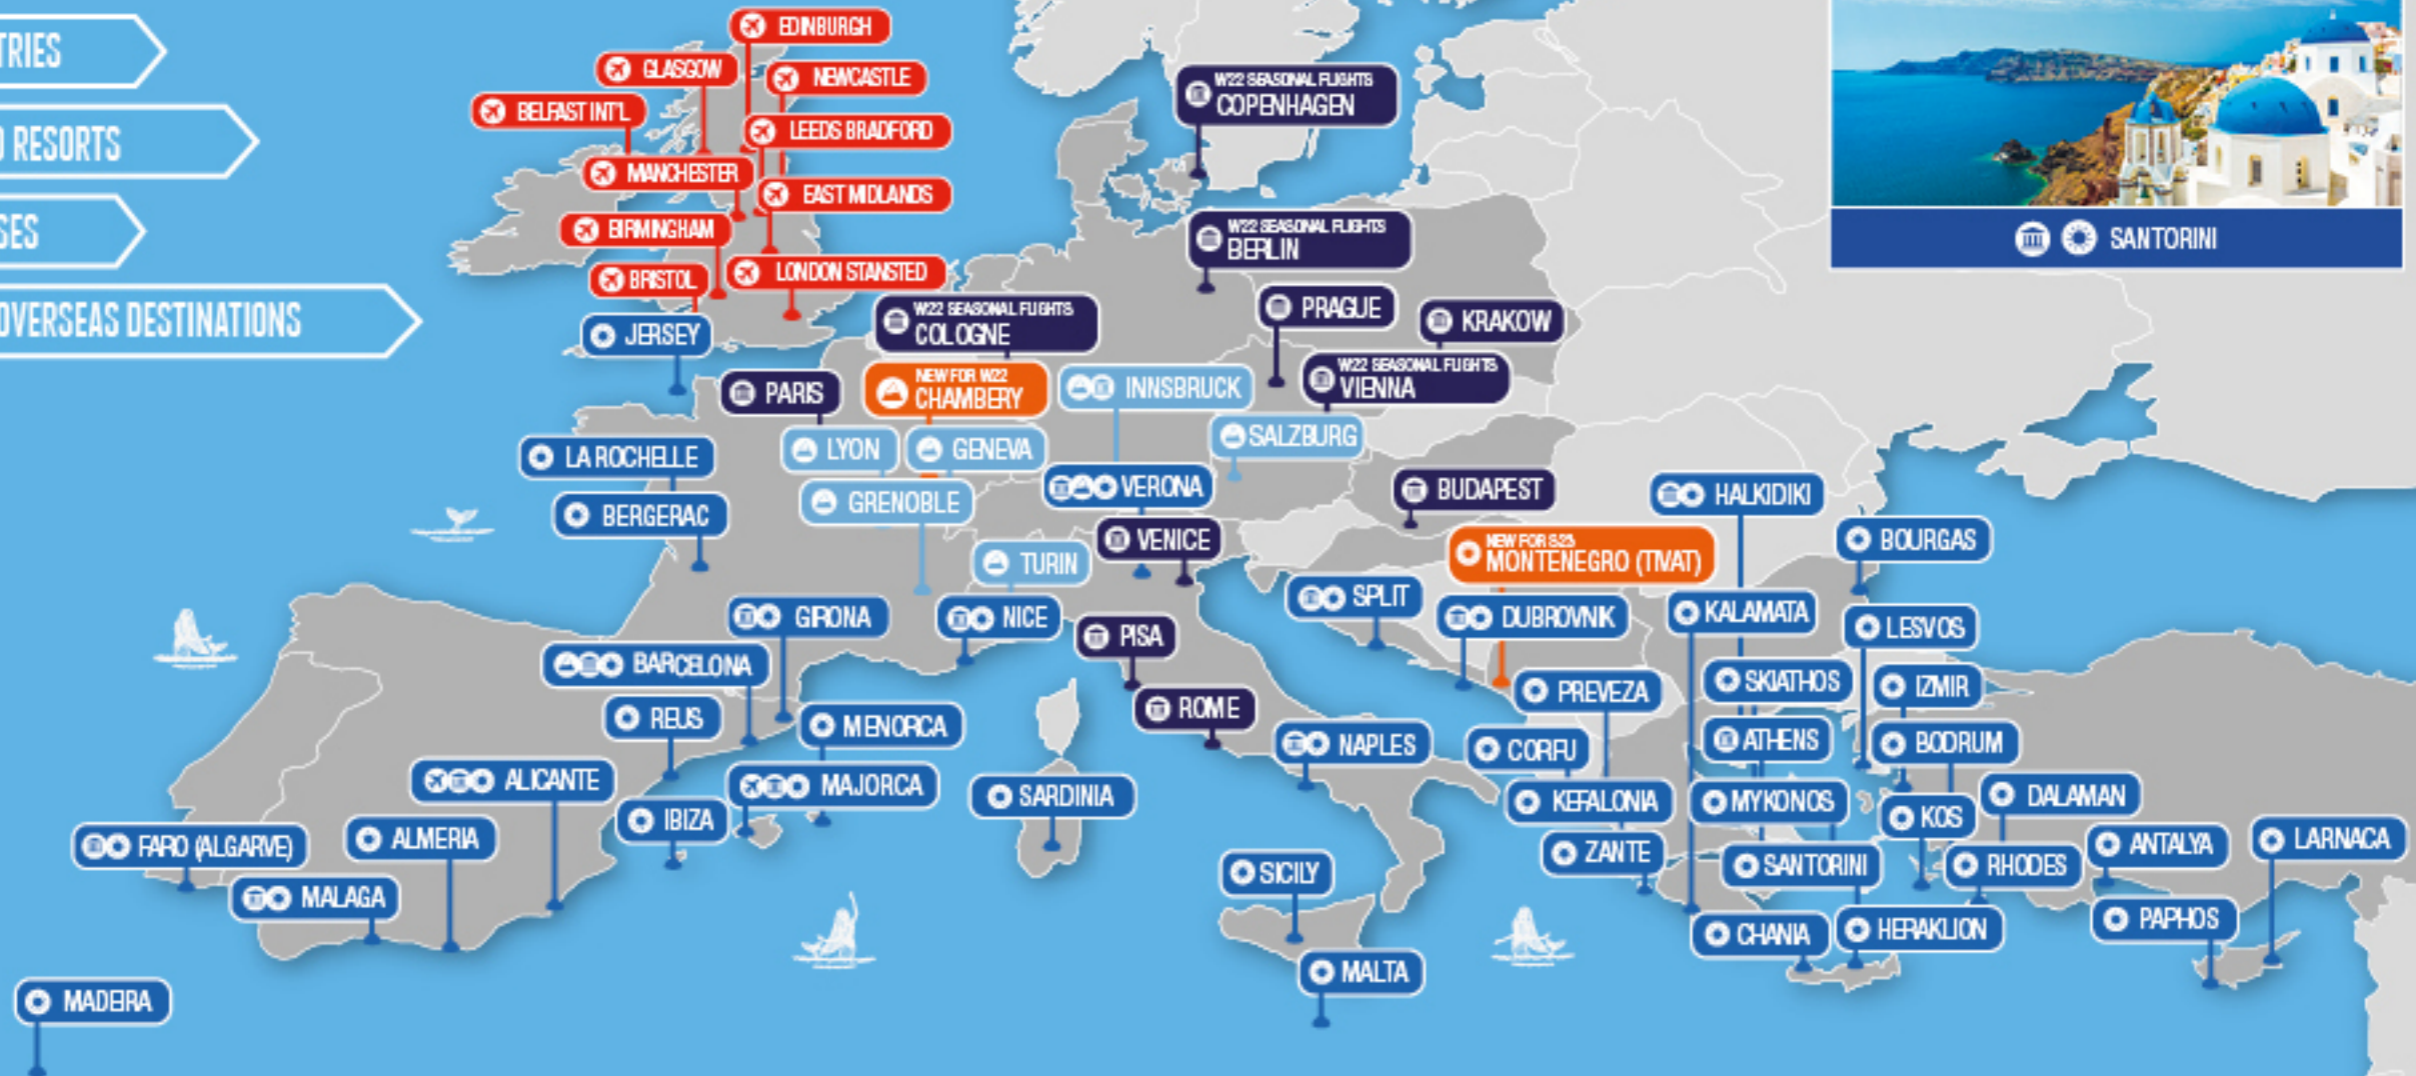 TRIES
RESORTS
SES
OVERSEAS DESTINATIONS
EDINBURGH
GLASGOW
NEWCASTLE
BELFAST INT'L
LEEDS BRADFORD
MANCHESTER
EAST MIDLANDS
BIRMINGHAM
LONDON STANSTED
BRISTOL
JERSEY
W22 SEASONAL FLIGHTS
COPENHAGEN
W22 SEASONAL FLIGHTS
BERLIN
SANTORINI
W22 SEASONAL FLIGHTS
COLOGNE
PRAGUE
KRAKOW
W22 SEASONAL FLIGHTS
VIENNA
PARIS
NEW FOR W22
CHAMBERY
INNSBRUCK
SALZBURG
LYON
GENEVA
LA ROCHELLE
VERONA
GRENOBLE
BERGERAC
BUDAPEST
HALKIDIKI
VENICE
NEW FOR S23
MONTENEGRO (TIVAT)
BOURGAS
TURIN
SPLIT
GIRONA
NICE
DUBROVNIK
KALAMATA
LESVOS
PISA
BARCELONA
PREVEZA
SKIATHOS
IZMIR
ROME
REUS
MENORCA
NAPLES
CORFU
ATHENS
BODRUM
ALICANTE
MAJORCA
SARDINIA
KEFALONIA
MYKONOS
DALAMAN
IBIZA
KOS
FARO (ALGARVE)
ALMERIA
ZANTE
ANTALYA
LARNACA
SICILY
SANTORINI
RHODES
MALAGA
PAPHOS
CHANIA
HERAKLION
MALTA
MADEIRA